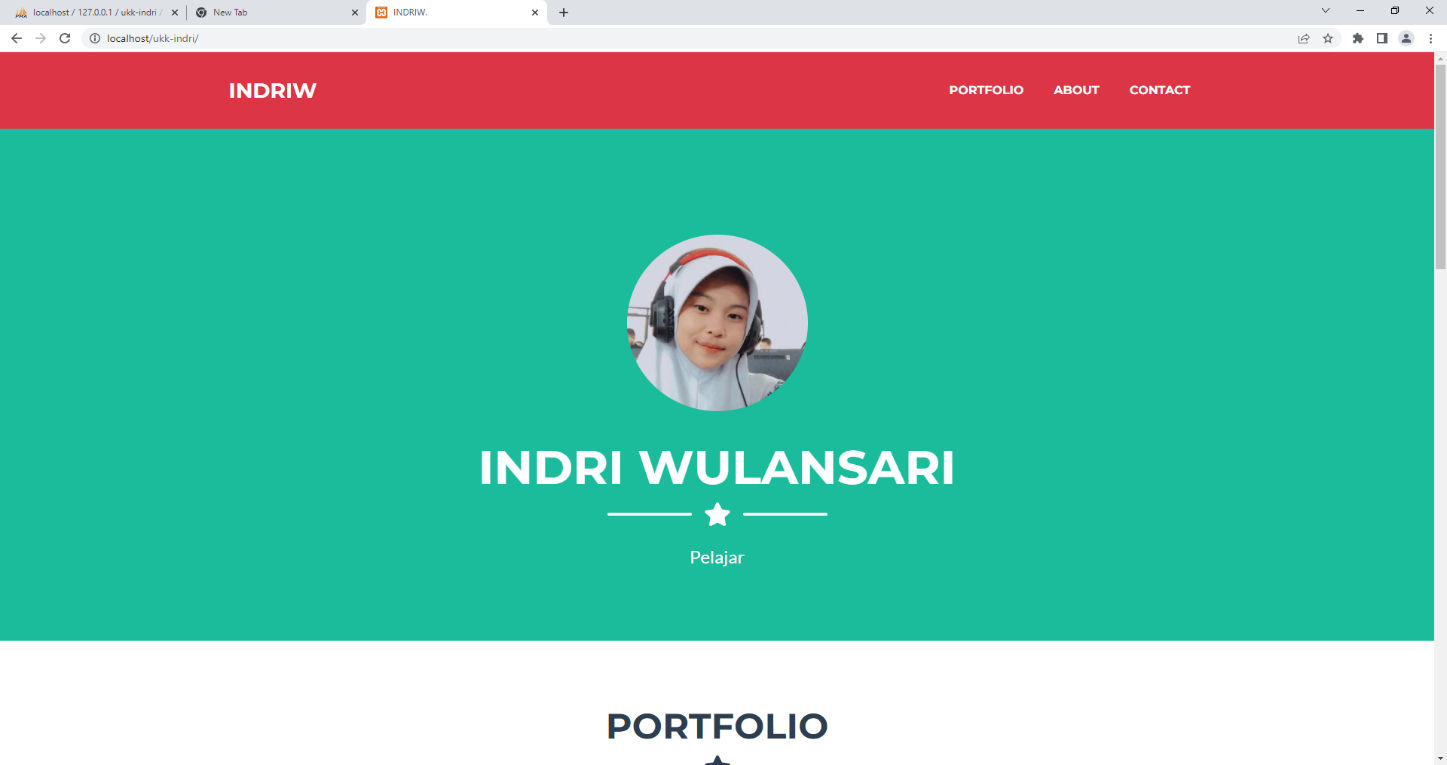 localhost / 127.0.0.1 / ukk-indri /
New Tab
INDRIW.
localhost/ukk-indri/
INDRIW
PORTFOLIO
ABOUT
CONTACT
INDRI WULANSARI
Pelajar
PORTFOLIO